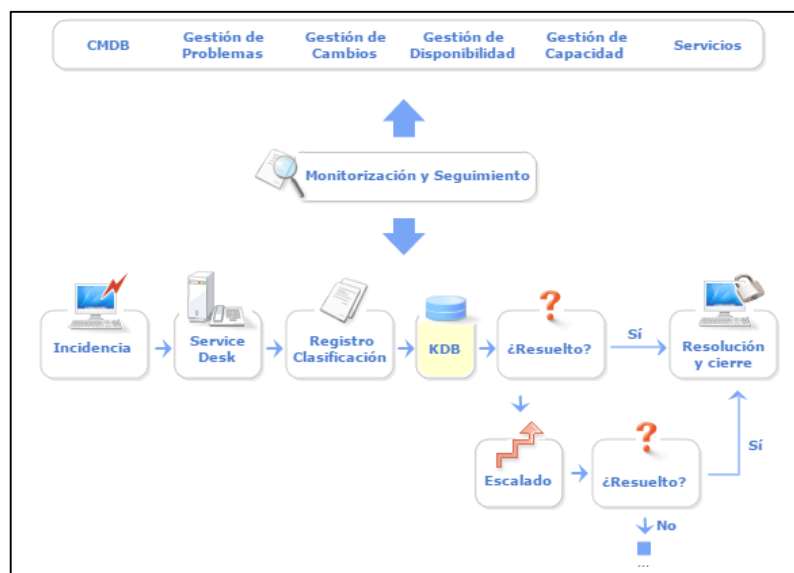 CMDB
Gestión de
Problemas
Gestión de
Cambios
Gestión de
Disponibilidad
Gestión de
Capacidad
Servicios
Monitorización y Seguimiento
Incidencia
Service
Desk
Registro
Clasificación
KDB
¿Resuelto?
Sí
Resolución
y cierre
Escalado
¿Resuelto?
Sí
No
...